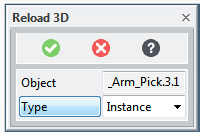 Reload 3D
Object _Arm_Pick.3.1
Type Instance